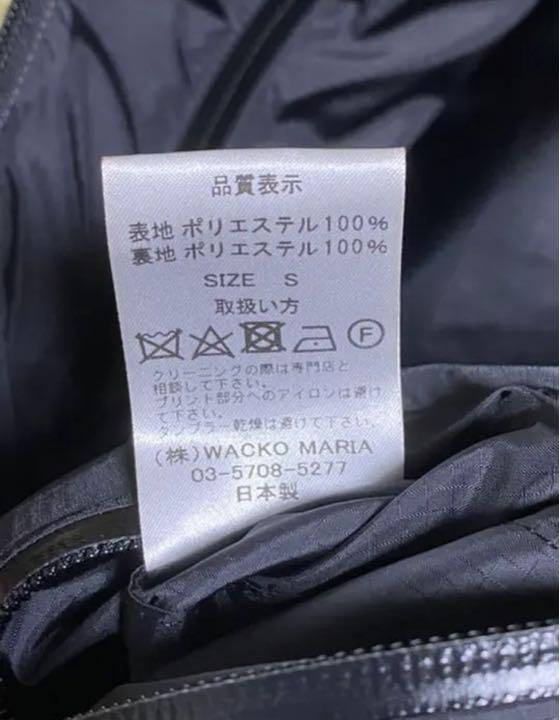 品質表示
表地 ポリエステル100%
裏地 ポリエステル100%
SIZE S
取扱い方
F
クリーニングの際は専門店と
相談して下さい。
プリント部分へのアイロンは避け
て下さい。
タンブラー乾燥は避けて下さい。
(株)WACKO MARIA
03-5708-5277
日本製